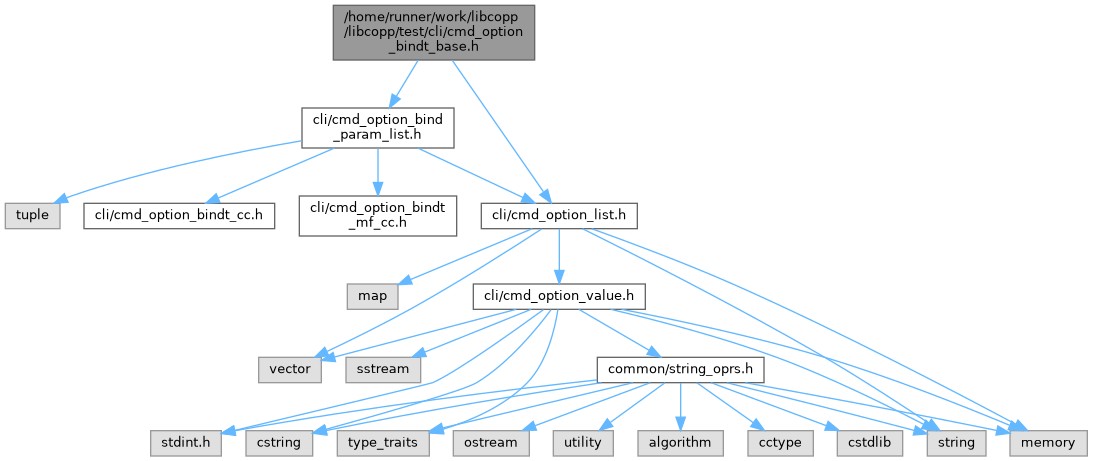 /home/runner/work/libcopp
/libcopp/test/cli/cmd_option
_bindt_base.h
cli/cmd_option_bind
_param_list.h
tuple
cli/cmd_option_bindt_cc.h
cli/cmd_option_bindt
_mf_cc.h
cli/cmd_option_list.h
map
cli/cmd_option_value.h
vector
sstream
common/string_oprs.h
stdint.h
cstring
type_traits
ostream
utility
algorithm
cctype
cstdlib
string
memory